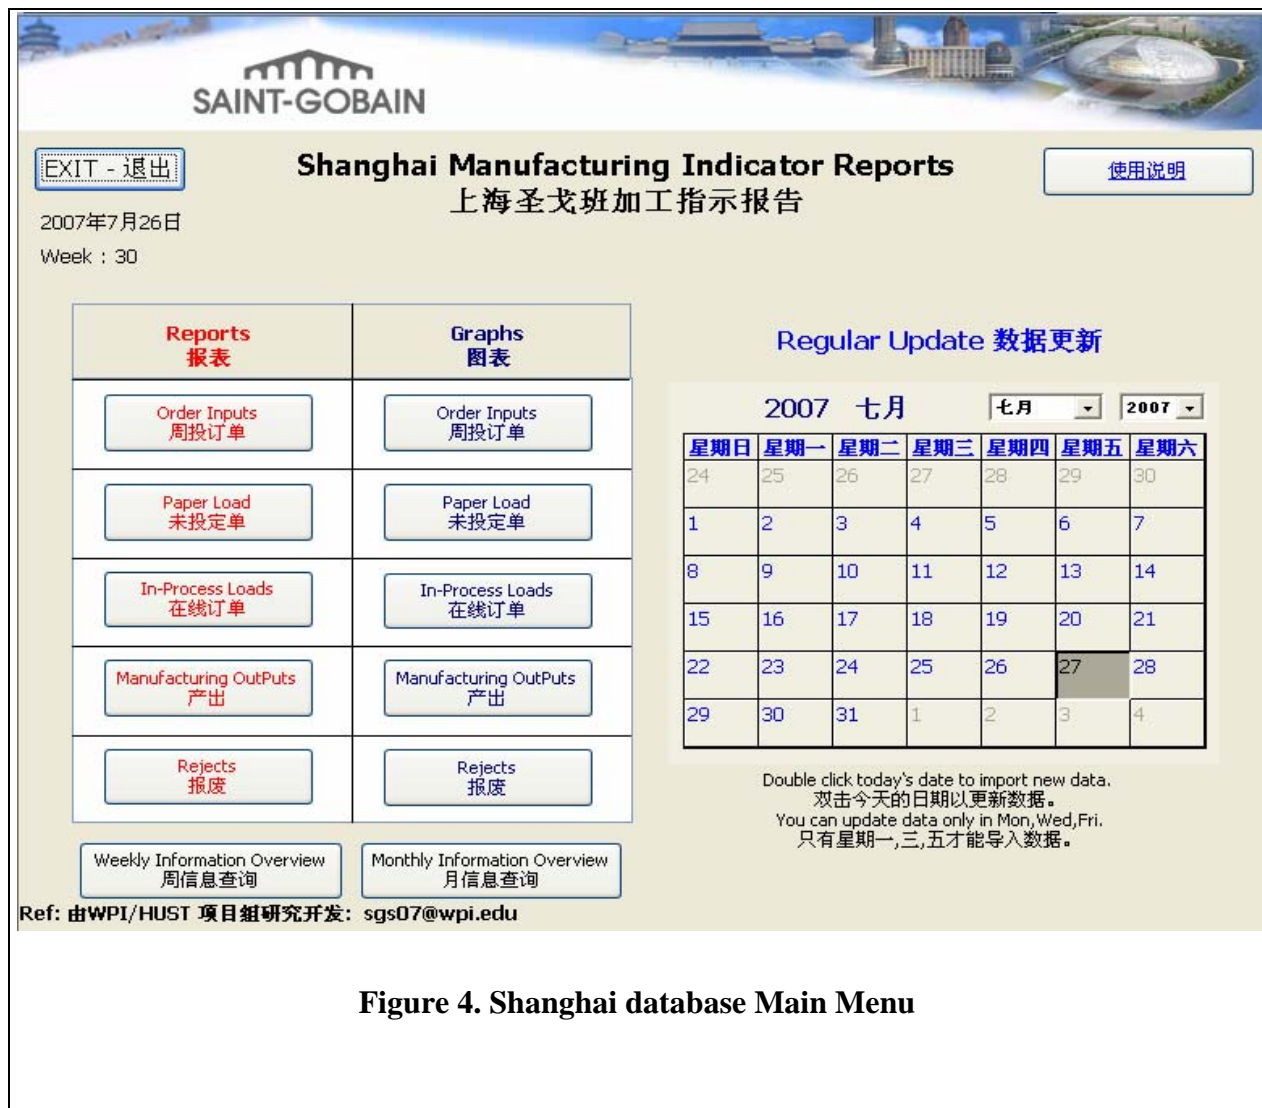 SAINT-GOBAIN
EXIT - 退出
Shanghai Manufacturing Indicator Reports
上海圣戈班加工指示报告
使用说明
2007年7月26日
Week : 30
Reports
报表
Graphs
图表
Order Inputs
周投订单
Order Inputs
周投订单
Paper Load
未投定单
Paper Load
未投定单
In-Process Loads
在线订单
In-Process Loads
在线订单
Manufacturing OutPuts
产出
Manufacturing OutPuts
产出
Rejects
报废
Rejects
报废
Weekly Information Overview
周信息查询
Monthly Information Overview
月信息查询
Regular Update 数据更新
2007 七月 七月 2007
星期日 星期一 星期二 星期三 星期四 星期五 星期六
24 25 26 27 28 29 30
1 2 3 4 5 6 7
8 9 10 11 12 13 14
15 16 17 18 19 20 21
22 23 24 25 26 27 28
29 30 31 1 2 3 4
Double click today's date to import new data.
双击今天的日期以更新数据。
You can update data only in Mon,Wed,Fri.
只有星期一,三,五才能导入数据。
Ref: 由WPI/HUST 项目组研究开发: sgs07@wpi.edu
Figure 4. Shanghai database Main Menu